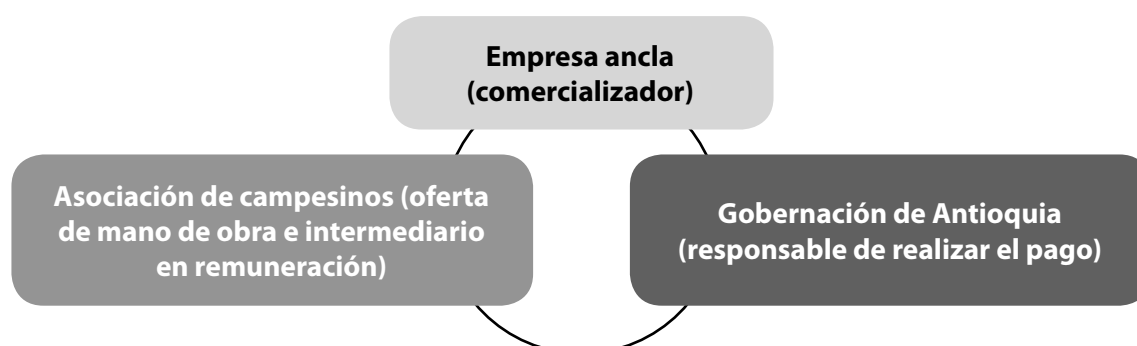 Empresa ancla
(comercializador)
Asociación de campesinos (oferta
de mano de obra e intermediario
en remuneración)
Gobernación de Antioquia
(responsable de realizar el pago)